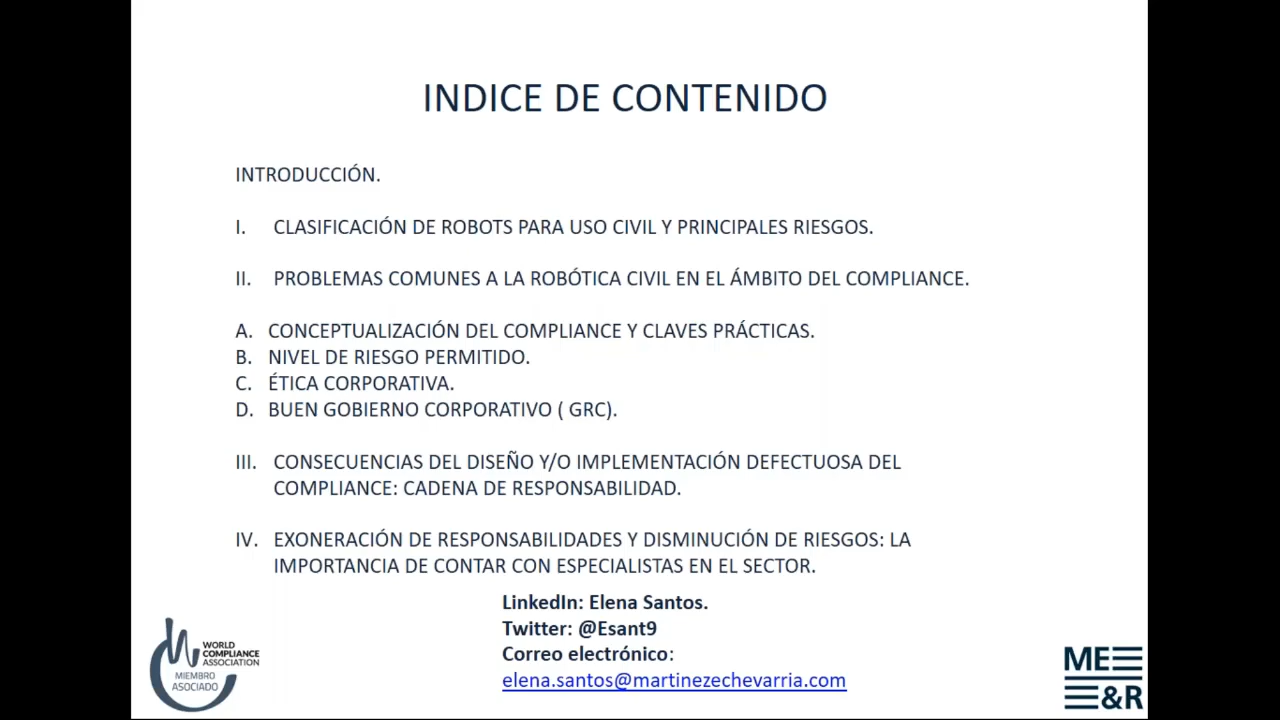 INDICE DE CONTENIDO
INTRODUCCIÓN.
I. CLASIFICACIÓN DE ROBOTS PARA USO CIVIL Y PRINCIPALES RIESGOS.
II. PROBLEMAS COMUNES A LA ROBÓTICA CIVIL EN EL ÁMBITO DEL COMPLIANCE.
A. CONCEPTUALIZACIÓN DEL COMPLIANCE Y CLAVES PRÁCTICAS.
B. NIVEL DE RIESGO PERMITIDO.
C. ÉTICA CORPORATIVA.
D. BUEN GOBIERNO CORPORATIVO ( GRC).
III. CONSECUENCIAS DEL DISEÑO Y/O IMPLEMENTACIÓN DEFECTUOSA DEL
COMPLIANCE: CADENA DE RESPONSABILIDAD.
IV. EXONERACIÓN DE RESPONSABILIDADES Y DISMINUCIÓN DE RIESGOS: LA
IMPORTANCIA DE CONTAR CON ESPECIALISTAS EN EL SECTOR.
LinkedIn: Elena Santos.
Twitter: @Esant9
Correo electrónico:
elena.santos@martinezechevarria.com
WORLD
COMPLIANCE
ASSOCIATION
MIEMBRO
ASOCIADO
ME
&R